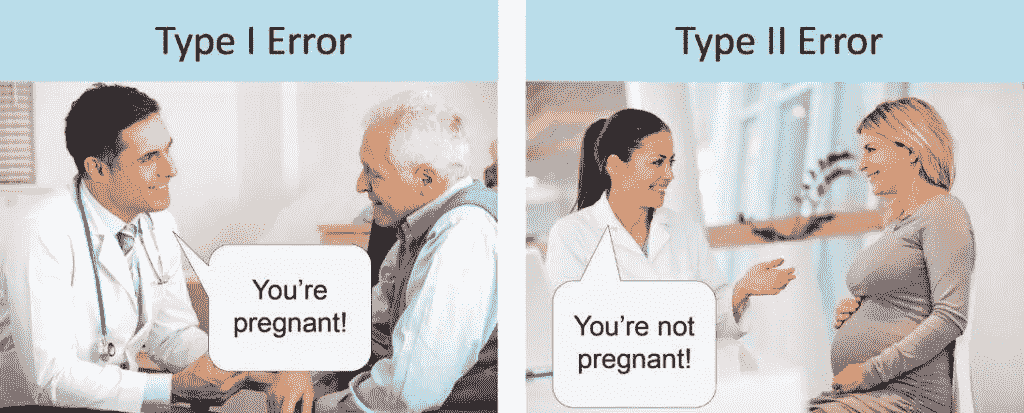 Type I Error
Type II Error
You're
pregnant!
You're not
pregnant!